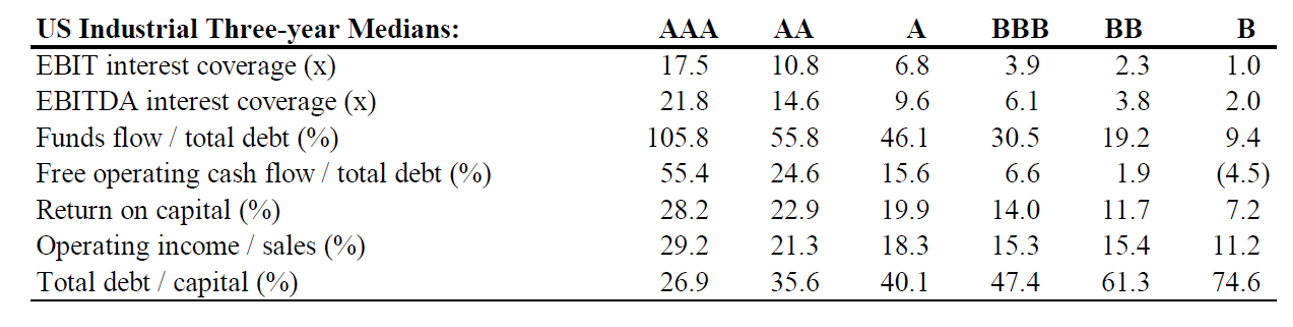 US Industrial Three-year Medians: AAA AA A BBB BB B
EBIT interest coverage (x) 17.5 10.8 6.8 3.9 2.3 1.0
EBITDA interest coverage (x) 21.8 14.6 9.6 6.1 3.8 2.0
Funds flow / total debt (%) 105.8 55.8 46.1 30.5 19.2 9.4
Free operating cash flow / total debt (%) 55.4 24.6 15.6 6.6 1.9 (4.5)
Return on capital (%) 28.2 22.9 19.9 14.0 11.7 7.2
Operating income / sales (%) 29.2 21.3 18.3 15.3 15.4 11.2
Total debt / capital (%) 26.9 35.6 40.1 47.4 61.3 74.6